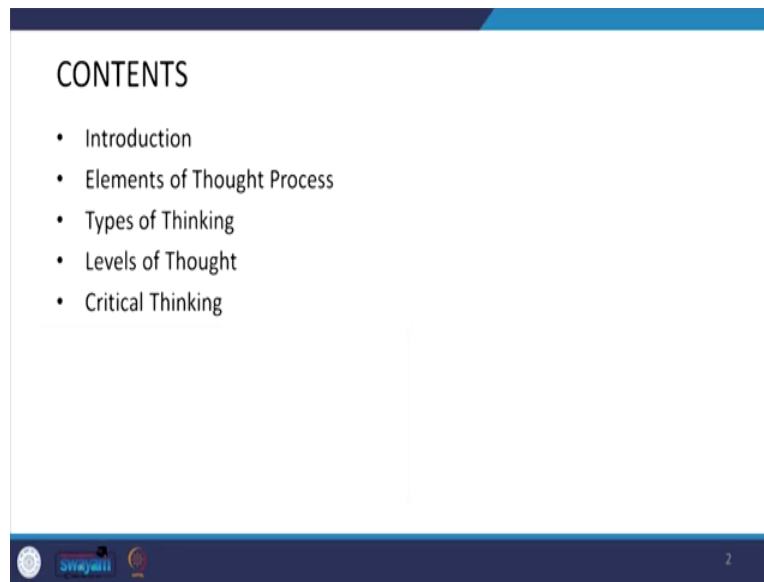 CONTENTS
• Introduction
• Elements of Thought Process
• Types of Thinking
• Levels of Thought
• Critical Thinking
swayam
2